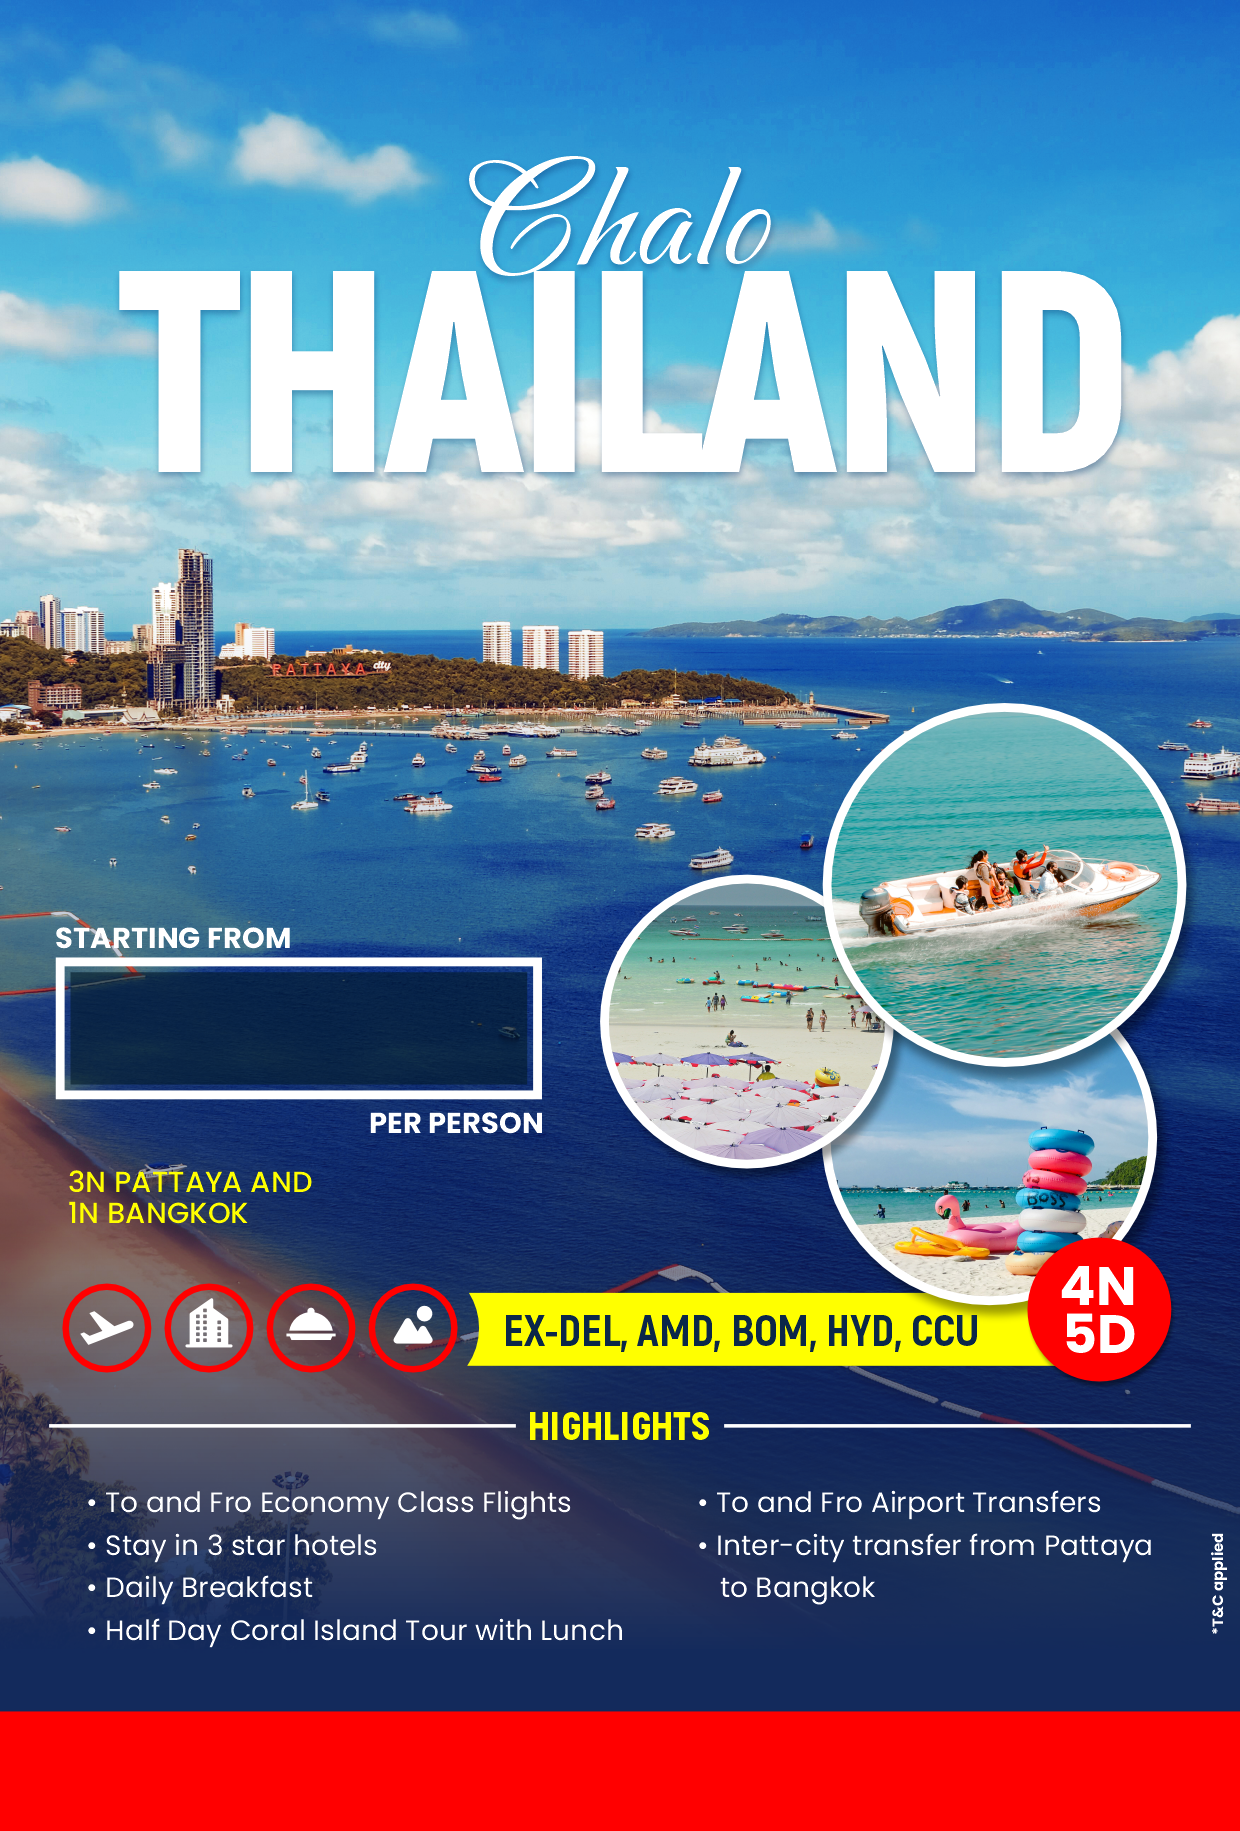 Chalo
THAILAND
PATTAYA city
STARTING FROM
PER PERSON
3N PATTAYA AND
1N BANGKOK
BOSS
EX-DEL, AMD, BOM, HYD, CCU
4N
5D
HIGHLIGHTS
• To and Fro Economy Class Flights
• Stay in 3 star hotels
• Daily Breakfast
• Half Day Coral Island Tour with Lunch
• To and Fro Airport Transfers
• Inter-city transfer from Pattaya
to Bangkok
*T&C applied